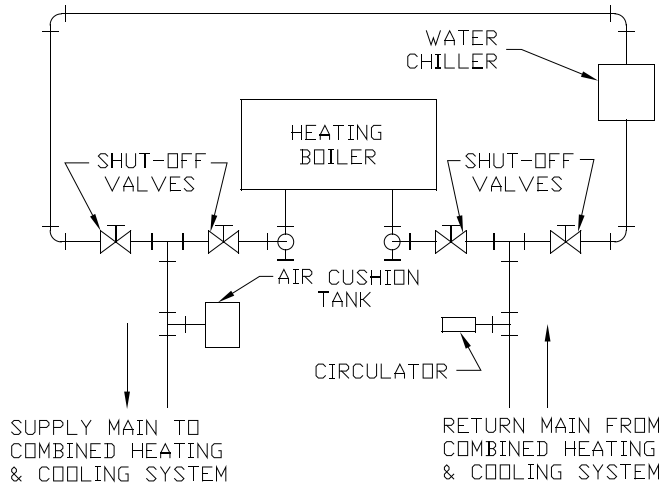 WATER
CHILLER
HEATING
BOILER
SHUT-OFF
VALVES
SHUT-OFF
VALVES
AIR CUSHION
TANK
CIRCULATOR
SUPPLY MAIN TO
COMBINED HEATING
& COOLING SYSTEM
RETURN MAIN FROM
COMBINED HEATING
& COOLING SYSTEM